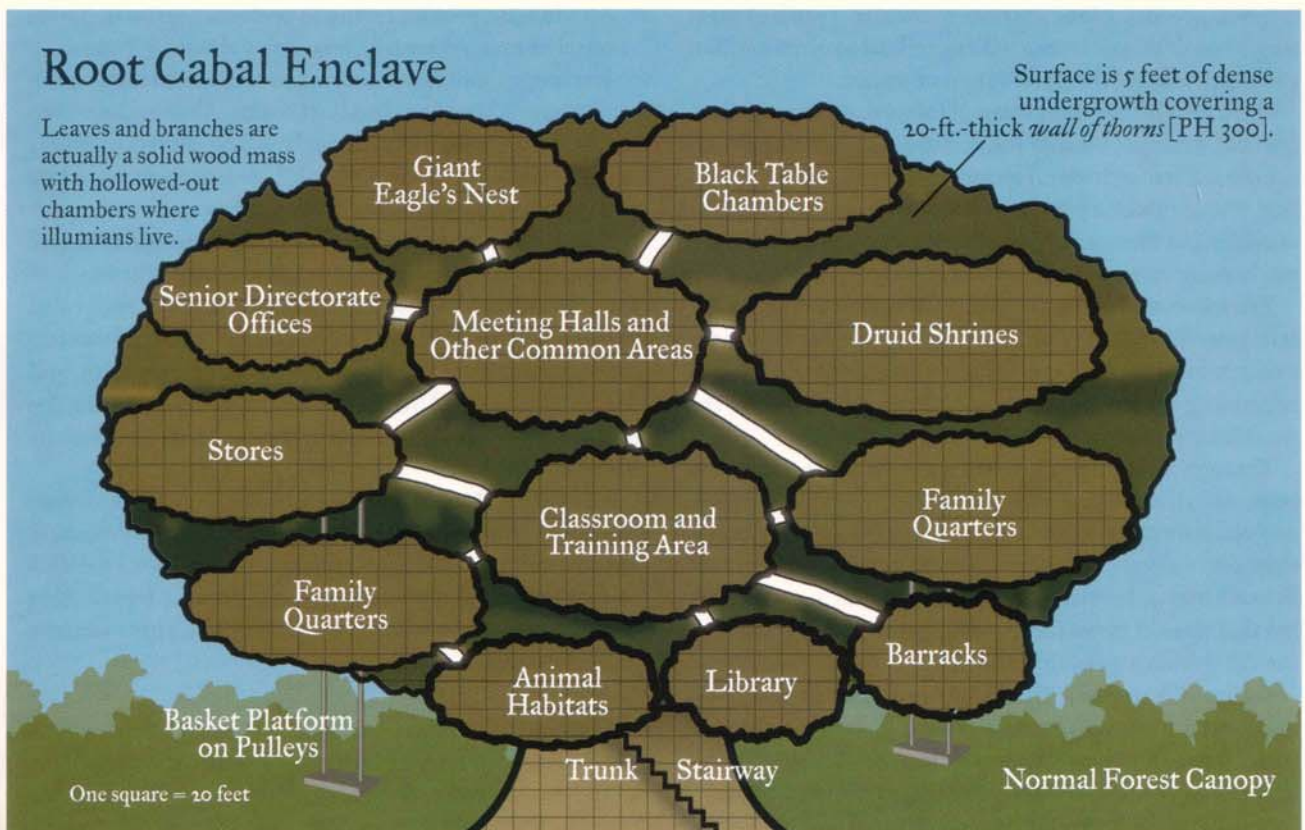 Root Cabal Enclave
Leaves and branches are
actually a solid wood mass
with hollowed-out
chambers where
illumians live.
Surface is 5 feet of dense
undergrowth covering a
20-ft.-thick wall of thorns [PH 300].
Giant
Eagle's Nest
Black Table
Chambers
Senior Directorate
Offices
Meeting Halls and
Other Common Areas
Druid Shrines
Stores
Classroom and
Training Area
Family
Quarters
Family
Quarters
Animal
Habitats
Library
Barracks
Basket Platform
on Pulleys
Trunk
Stairway
Normal Forest Canopy
One square = 20 feet